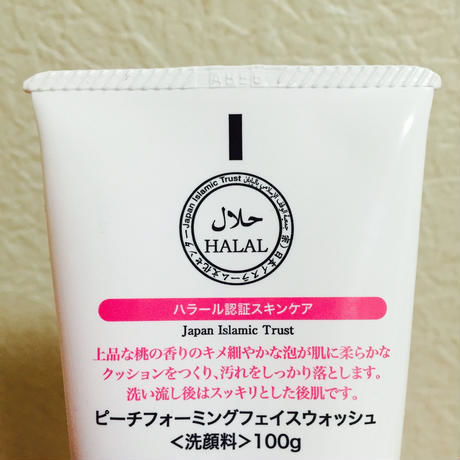 حلال
HALAL
Japan Islamic Trust
ハラール認証スキンケア
Japan Islamic Trust
上品な桃の香りのキメ細やかな泡が肌に柔らかな
クッションをつくり、汚れをしっかり落とします。
洗い流し後はスッキリとした後肌です。
ピーチフォーミングフェイスウォッシュ
<洗顔料>100g